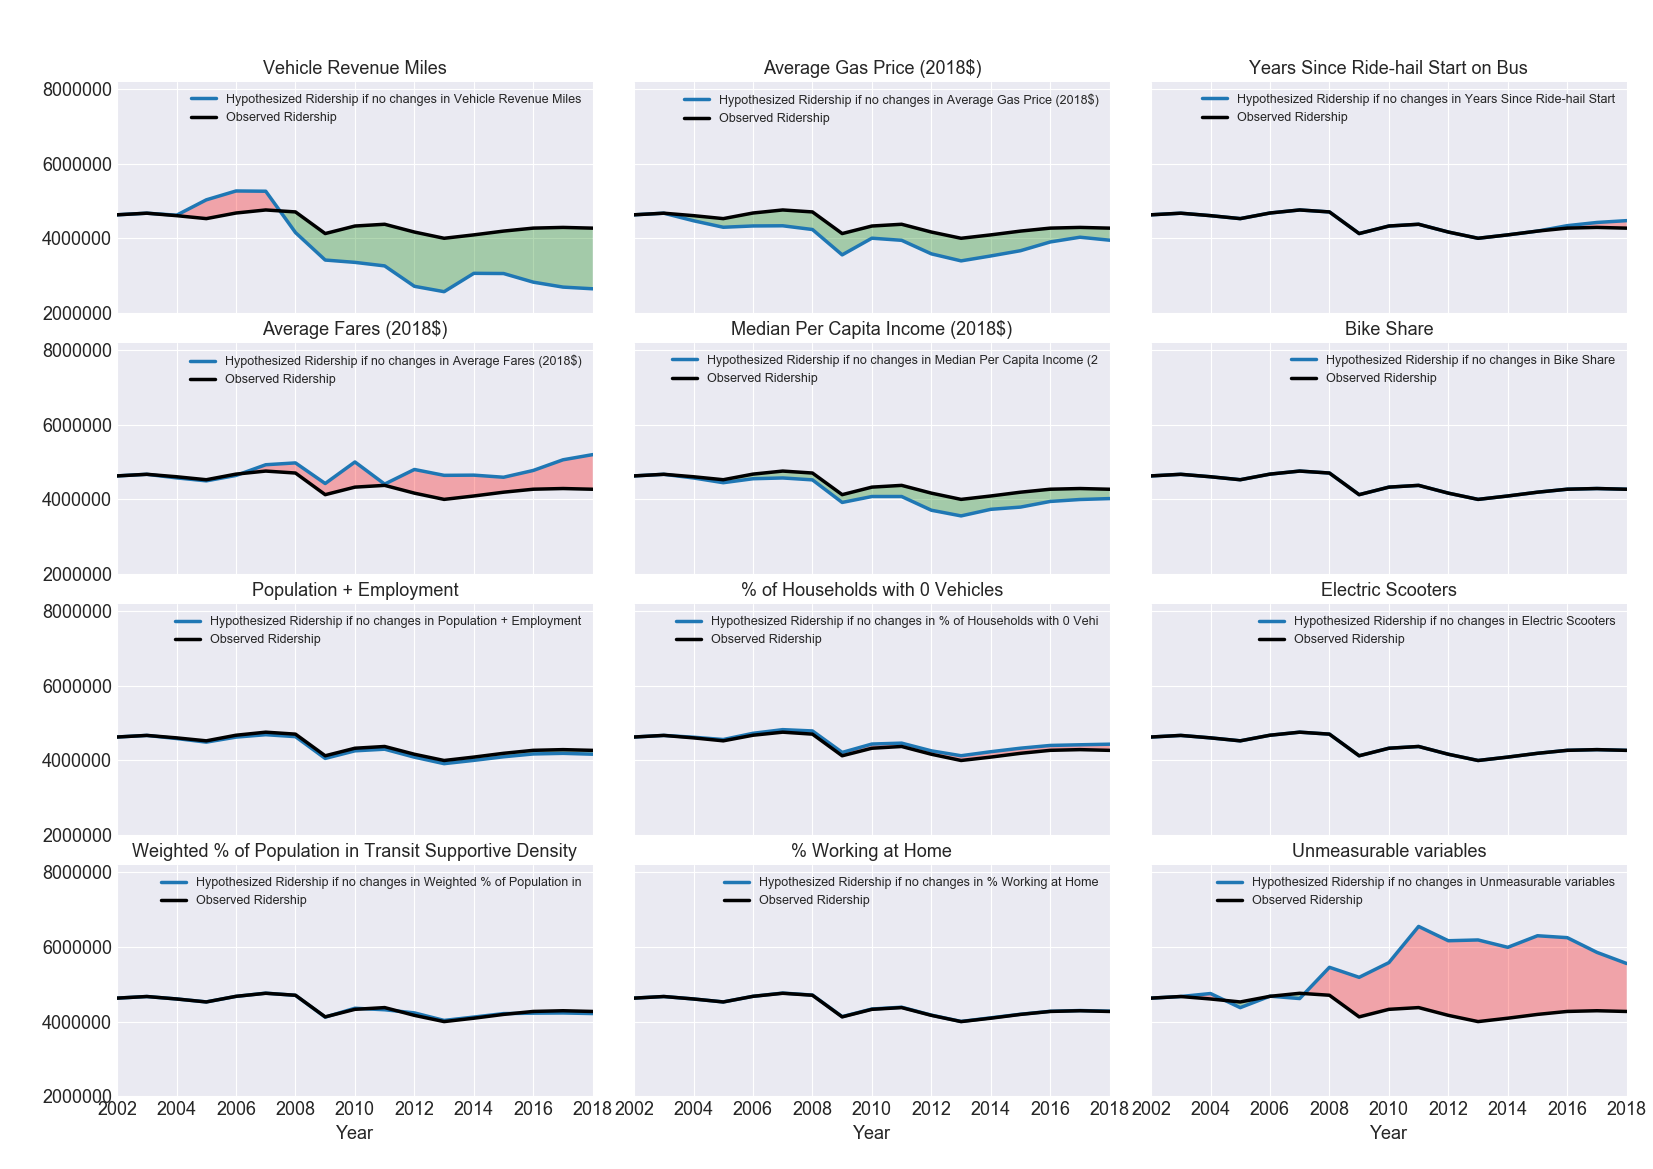 Vehicle Revenue Miles
Average Gas Price (2018$)
Years Since Ride-hail Start on Bus
8000000
6000000
4000000
2000000
Hypothesized Ridership if no changes in Vehicle Revenue Miles
Observed Ridership
Hypothesized Ridership if no changes in Average Gas Price (2018$)
Observed Ridership
Hypothesized Ridership if no changes in Years Since Ride-hail Start
Observed Ridership
Average Fares (2018$)
Median Per Capita Income (2018$)
Bike Share
8000000
6000000
4000000
2000000
Hypothesized Ridership if no changes in Average Fares (2018$)
Observed Ridership
Hypothesized Ridership if no changes in Median Per Capita Income (2
Observed Ridership
Hypothesized Ridership if no changes in Bike Share
Observed Ridership
Population + Employment
% of Households with 0 Vehicles
Electric Scooters
8000000
6000000
4000000
2000000
Hypothesized Ridership if no changes in Population + Employment
Observed Ridership
Hypothesized Ridership if no changes in % of Households with 0 Vehi
Observed Ridership
Hypothesized Ridership if no changes in Electric Scooters
Observed Ridership
Weighted % of Population in Transit Supportive Density
% Working at Home
Unmeasurable variables
8000000
6000000
4000000
2000000
Hypothesized Ridership if no changes in Weighted % of Population in
Observed Ridership
Hypothesized Ridership if no changes in % Working at Home
Observed Ridership
Hypothesized Ridership if no changes in Unmeasurable variables
Observed Ridership
2002 2004 2006 2008 2010 2012 2014 2016 2018
2002 2004 2006 2008 2010 2012 2014 2016 2018
2002 2004 2006 2008 2010 2012 2014 2016 2018
Year
Year
Year